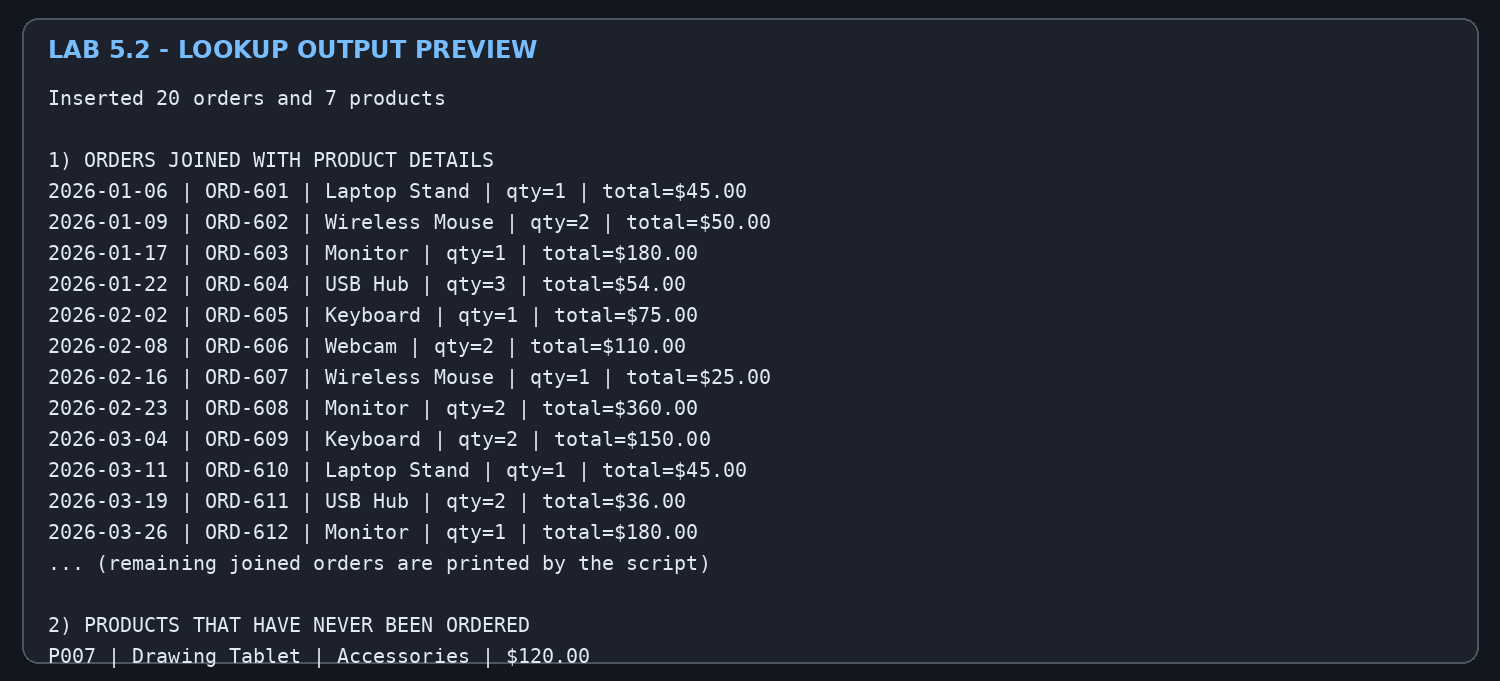 LAB 5.2 - LOOKUP OUTPUT PREVIEW
Inserted 20 orders and 7 products
1) ORDERS JOINED WITH PRODUCT DETAILS
2026-01-06 | ORD-601 | Laptop Stand | qty=1 | total=$45.00
2026-01-09 | ORD-602 | Wireless Mouse | qty=2 | total=$50.00
2026-01-17 | ORD-603 | Monitor | qty=1 | total=$180.00
2026-01-22 | ORD-604 | USB Hub | qty=3 | total=$54.00
2026-02-02 | ORD-605 | Keyboard | qty=1 | total=$75.00
2026-02-08 | ORD-606 | Webcam | qty=2 | total=$110.00
2026-02-16 | ORD-607 | Wireless Mouse | qty=1 | total=$25.00
2026-02-23 | ORD-608 | Monitor | qty=2 | total=$360.00
2026-03-04 | ORD-609 | Keyboard | qty=2 | total=$150.00
2026-03-11 | ORD-610 | Laptop Stand | qty=1 | total=$45.00
2026-03-19 | ORD-611 | USB Hub | qty=2 | total=$36.00
2026-03-26 | ORD-612 | Monitor | qty=1 | total=$180.00
... (remaining joined orders are printed by the script)
2) PRODUCTS THAT HAVE NEVER BEEN ORDERED
P007 | Drawing Tablet | Accessories | $120.00